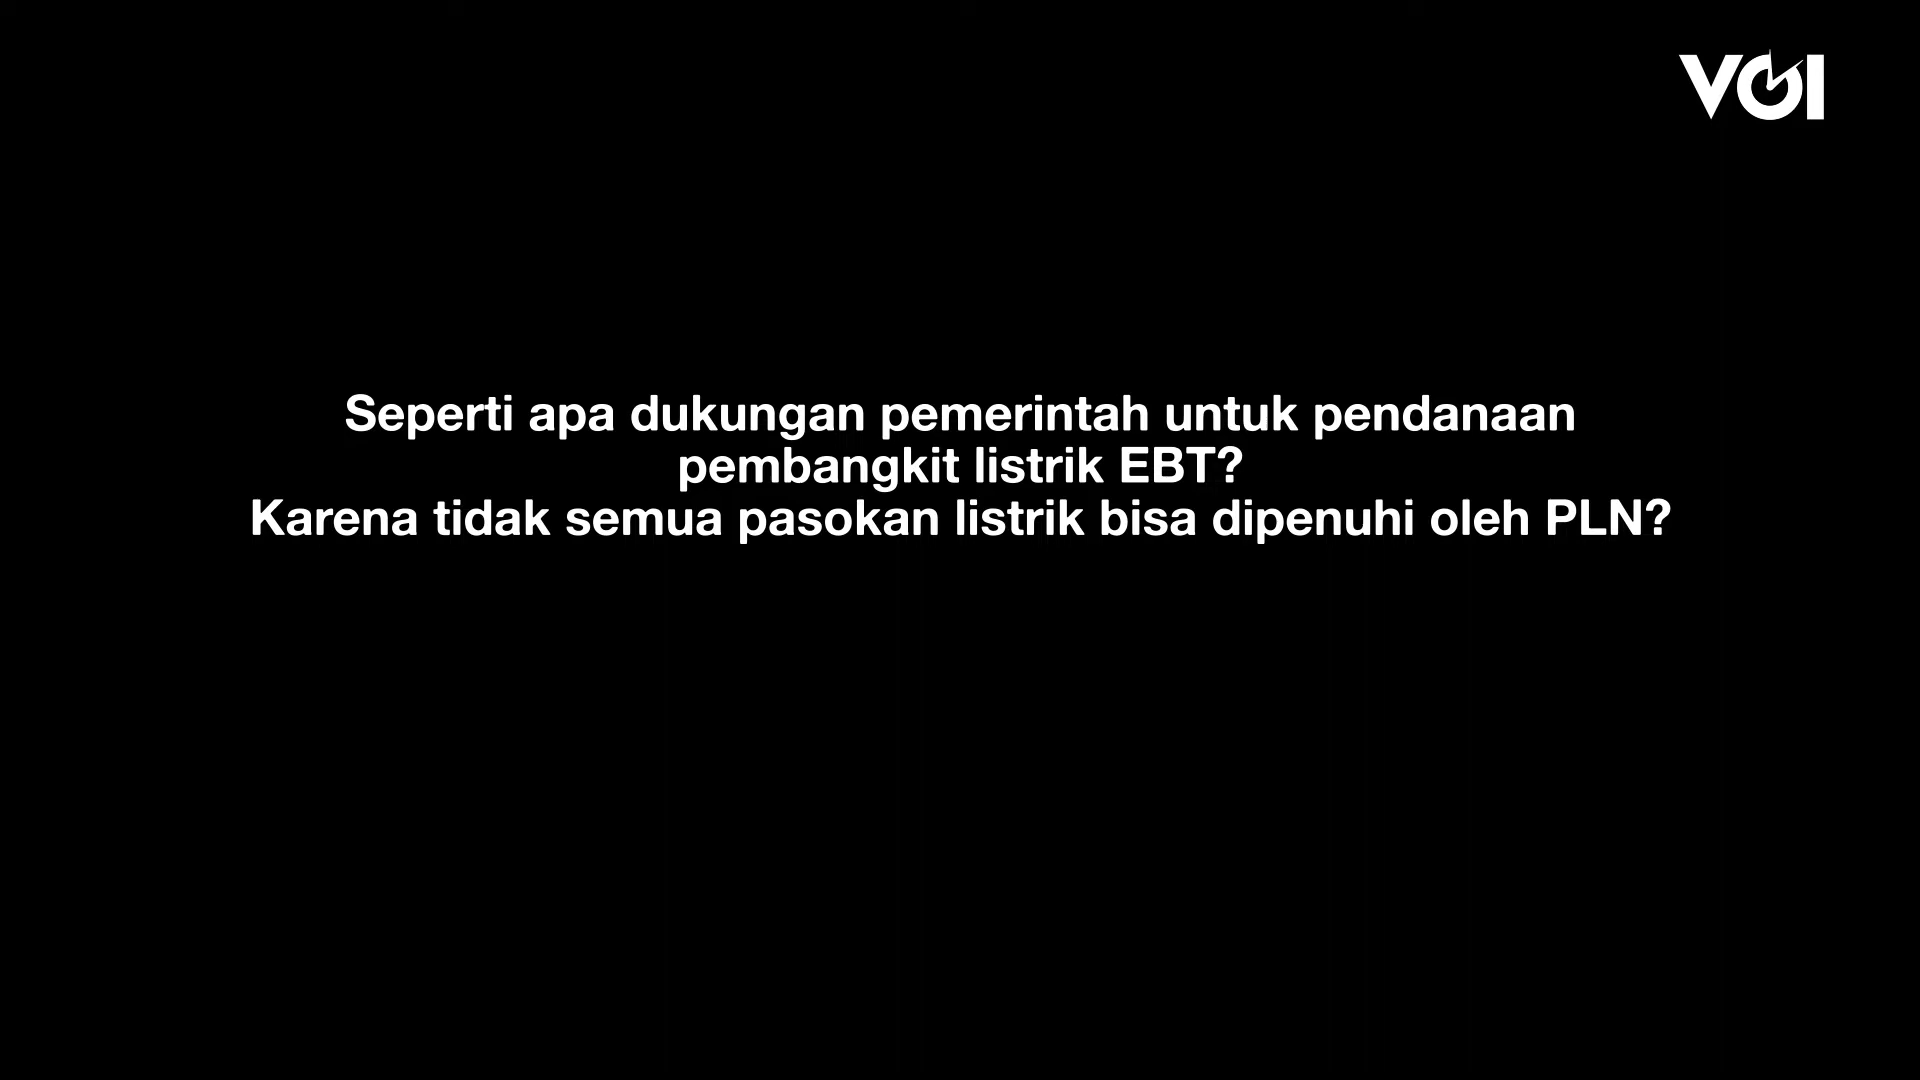 VOI
Seperti apa dukungan pemerintah untuk pendanaan
pembangkit listrik EBT?
Karena tidak semua pasokan listrik bisa dipenuhi oleh PLN?